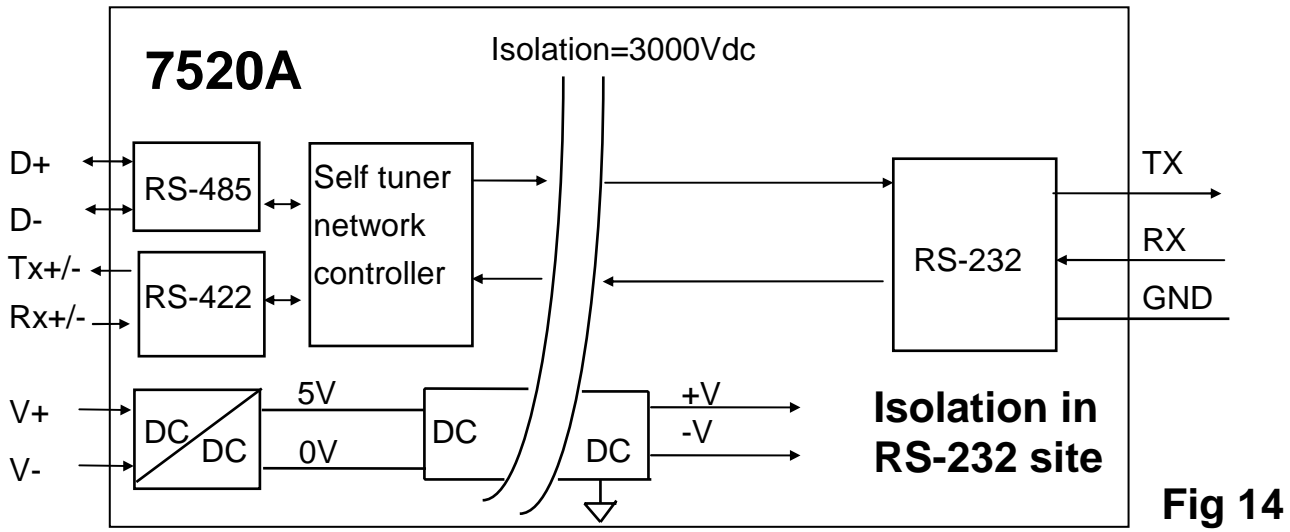 7520A
Isolation=3000Vdc
D+
D-
Tx+/-
Rx+/-
RS-485
RS-422
Self tuner
network
controller
RS-232
TX
RX
GND
V+
V-
DC
DC
5V
0V
DC
DC
+V
-V
Isolation in
RS-232 site
Fig 14